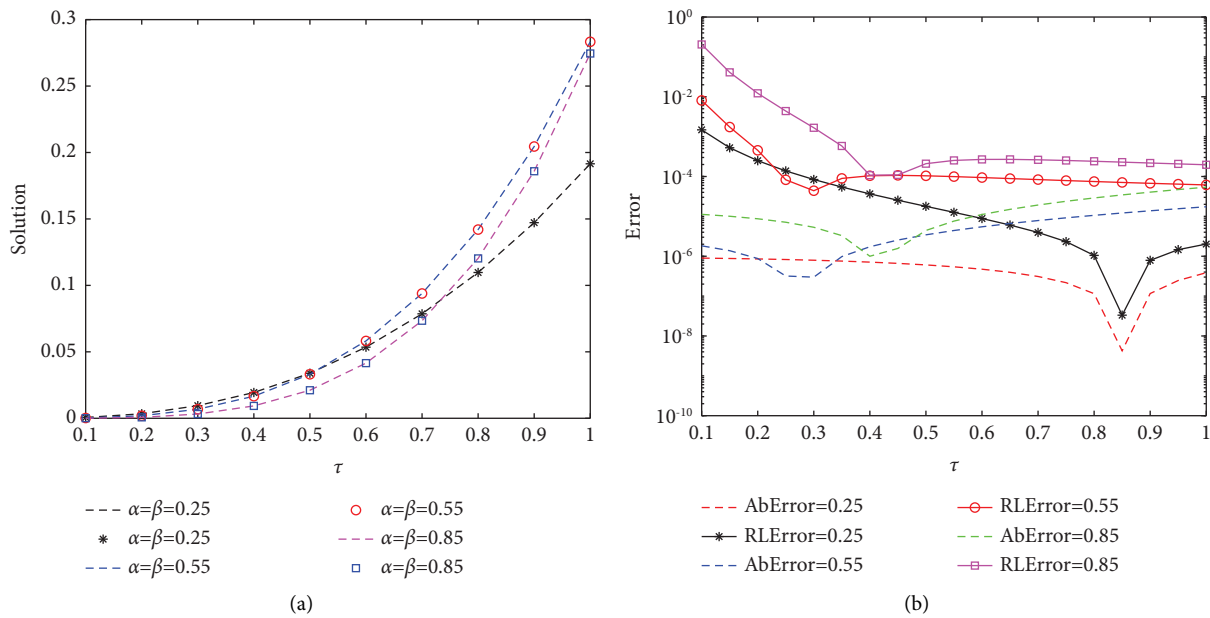 0.3
0.25
0.2
0.15
0.1
0.05
0
Solution
0.1 0.2 0.3 0.4 0.5 0.6 0.7 0.8 0.9 1
τ
α=β=0.25
α=β=0.25
α=β=0.55
α=β=0.55
α=β=0.85
α=β=0.85
(a)
10^0
10^-2
10^-4
10^-6
10^-8
10^-10
Error
0.1 0.2 0.3 0.4 0.5 0.6 0.7 0.8 0.9 1
τ
AbError=0.25
RLError=0.25
AbError=0.55
RLError=0.55
AbError=0.85
RLError=0.85
(b)